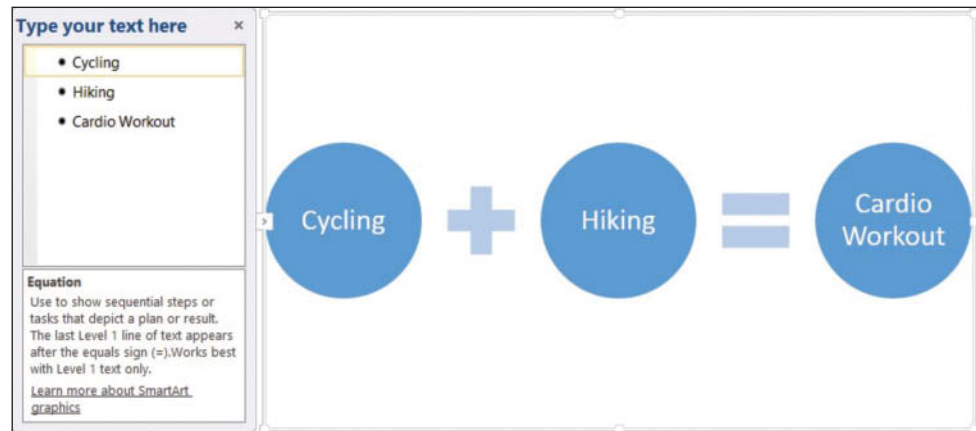 Type your text here
Cycling
Hiking
Cardio Workout
Equation
Use to show sequential steps or
tasks that depict a plan or result.
The last Level 1 line of text appears
after the equals sign (=).Works best
with Level 1 text only.
Learn more about SmartArt
graphics
Cycling
Hiking
Cardio
Workout